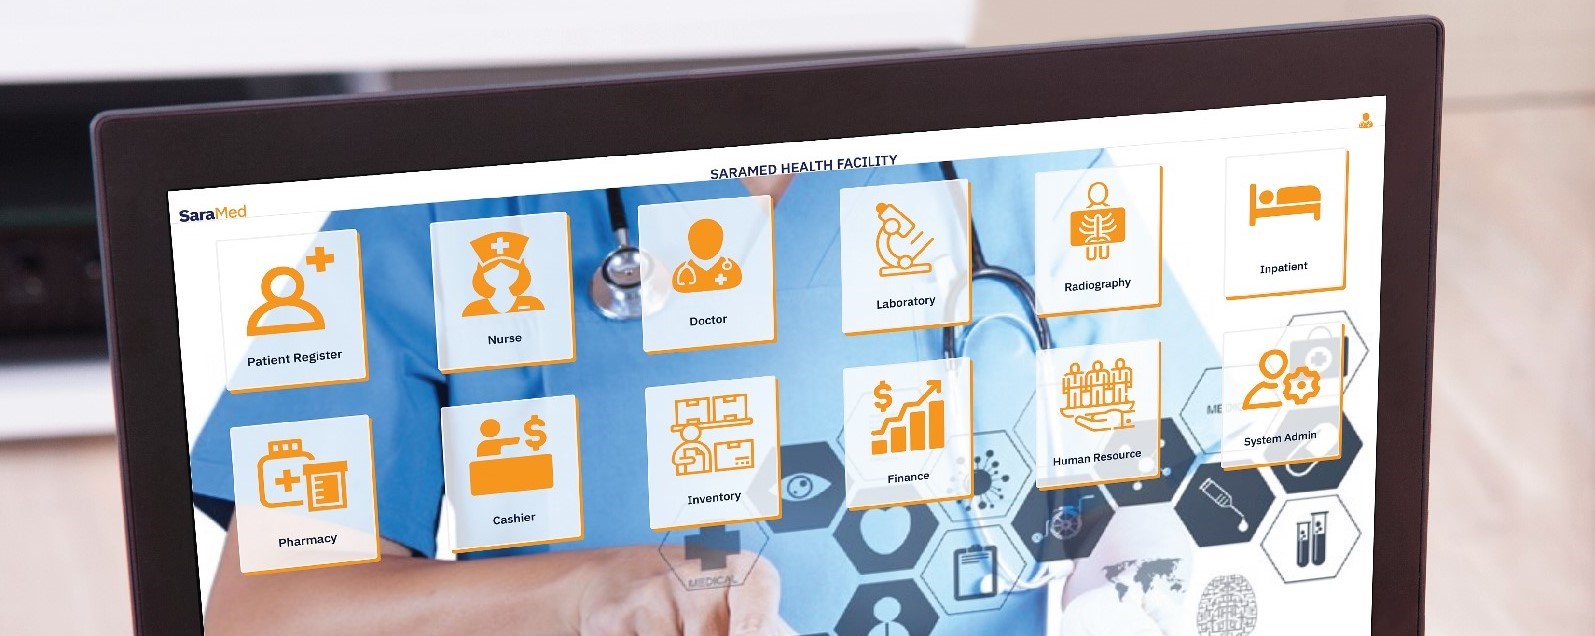 SARAMED HEALTH FACILITY
SaraMed
Patient Register
Nurse
Doctor
Laboratory
Radiography
Inpatient
Pharmacy
Cashier
Inventory
Finance
Human Resource
System Admin
MEDICAL